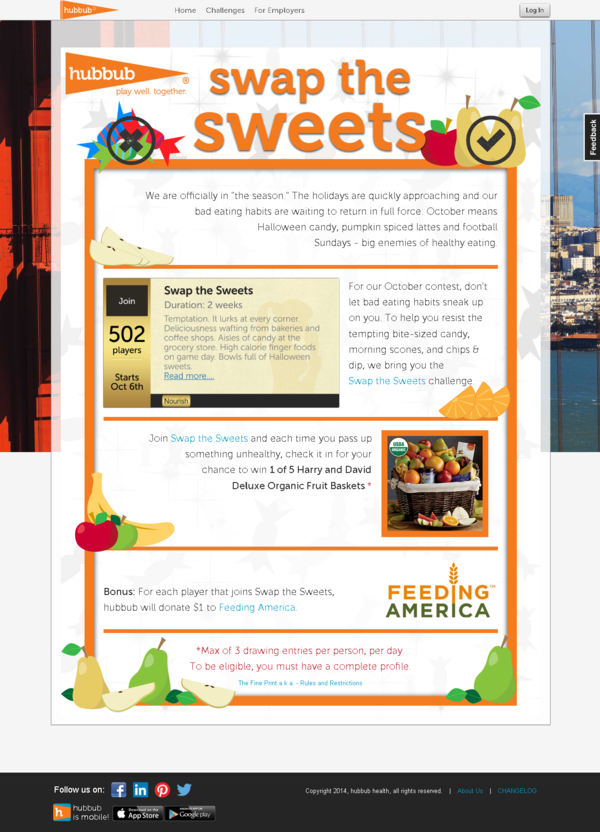 hubbub®
Home Challenges For Employers
Log In
hubbub®
play well. together.
swap the
sweets
Feedback
We are officially in "the season." The holidays are quickly approaching and our
bad eating habits are waiting to return in full force. October means
Halloween candy, pumpkin spiced lattes and football
Sundays - big enemies of healthy eating.
Join
502
players
Starts
Oct 6th
Swap the Sweets
Duration: 2 weeks
Temptation. It lurks at every corner.
Deliciousness wafting from bakeries and
coffee shops. Aisles of candy at the
grocery store. High calorie finger foods
on game day. Bowls full of Halloween
sweets.
Read more....
Nourish
For our October contest, don't
let bad eating habits sneak up
on you. To help you resist the
tempting bite-sized candy,
morning scones, and chips &
dip, we bring you the
Swap the Sweets challenge.
Join Swap the Sweets and each time you pass up
something unhealthy, check it in for your
chance to win 1 of 5 Harry and David
Deluxe Organic Fruit Baskets.*
USDA
ORGANIC
Bonus: For each player that joins Swap the Sweets,
hubbub will donate $1 to Feeding America.
FEEDING™
AMERICA
*Max of 3 drawing entries per person, per day.
To be eligible, you must have a complete profile.
The Fine Print a.k.a. - Rules and Restrictions
Follow us on:
Copyright 2014, hubbub health, all rights reserved. | About Us | CHANGELOG
hubbub
is mobile!
Download on the
App Store
ANDROID APP ON
Google play